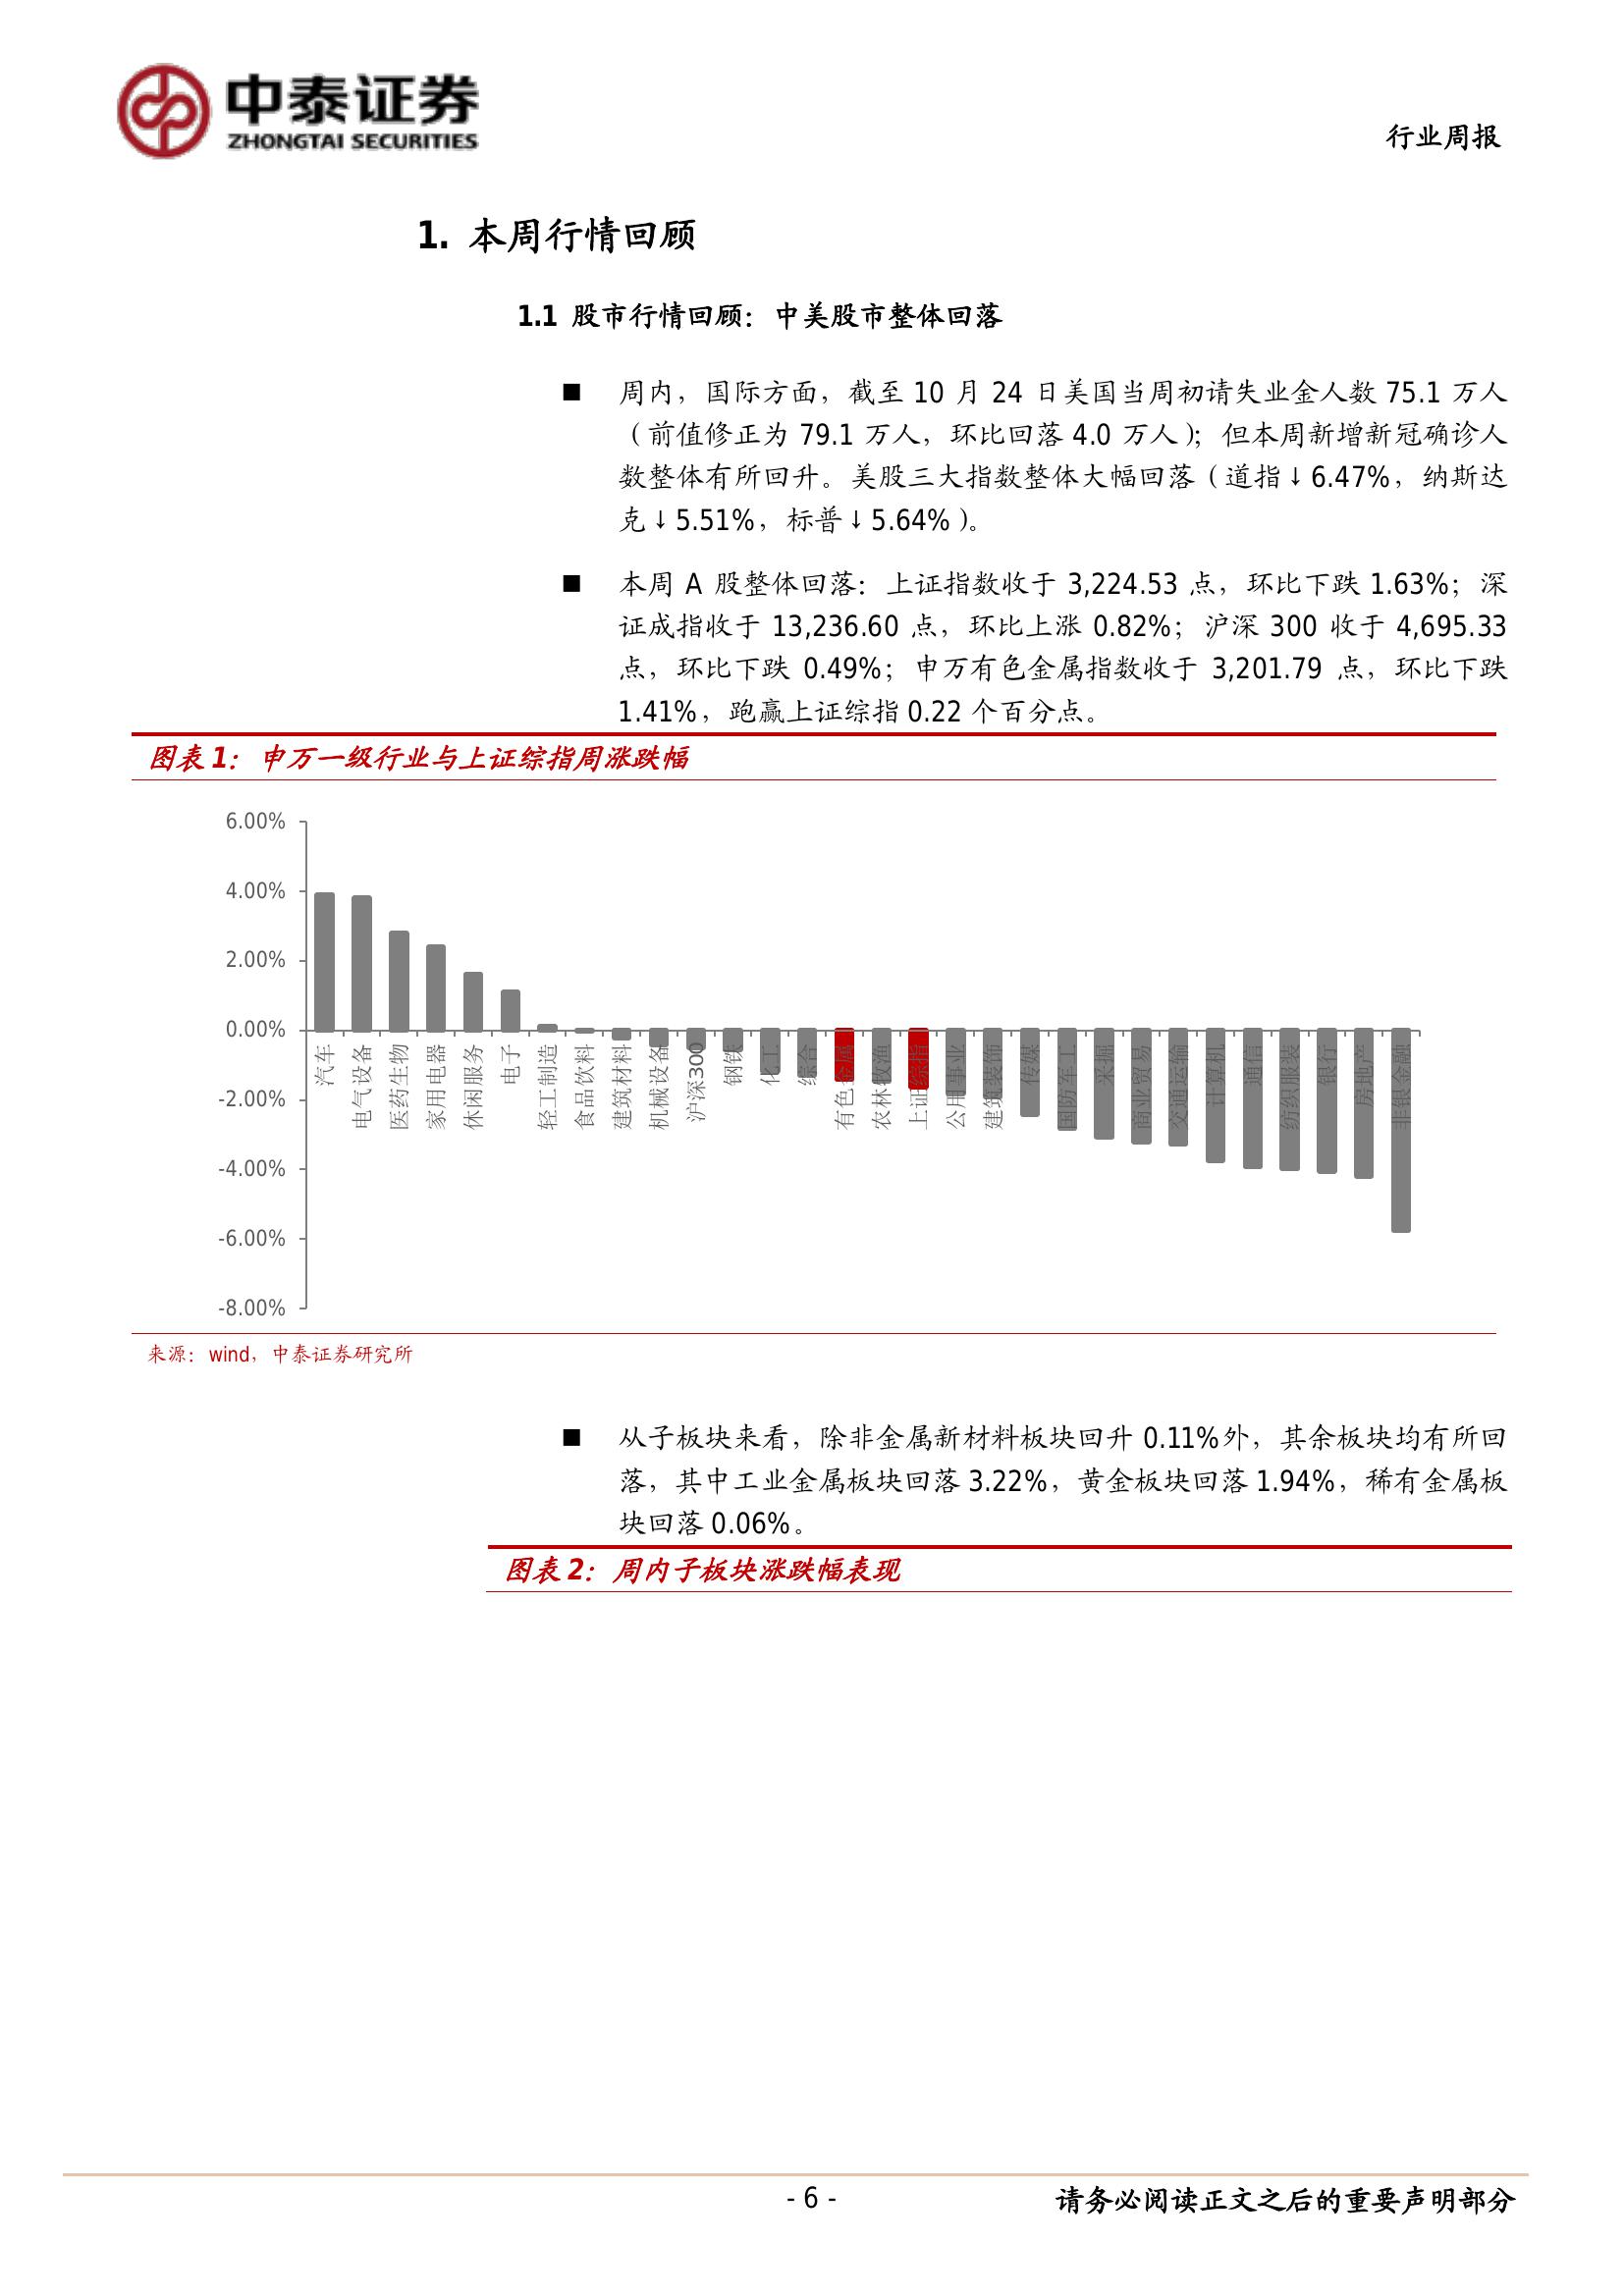 中泰证券
ZHONGTAI SECURITIES
行业周报
1. 本周行情回顾
1.1 股市行情回顾：中美股市整体回落
■ 周内，国际方面，截至 10 月 24 日美国当周初请失业金人数 75.1 万人
（前值修正为 79.1 万人，环比回落 4.0 万人）；但本周新增新冠确诊人
数整体有所回升。美股三大指数整体大幅回落（道指↓6.47%，纳斯达
克↓5.51%，标普↓5.64%）。
■ 本周 A 股整体回落：上证指数收于 3,224.53 点，环比下跌 1.63%；深
证成指收于 13,236.60 点，环比上涨 0.82%；沪深 300 收于 4,695.33
点，环比下跌 0.49%；申万有色金属指数收于 3,201.79 点，环比下跌
1.41%，跑赢上证综指 0.22 个百分点。
图表 1：申万一级行业与上证综指周涨跌幅
6.00%
4.00%
2.00%
0.00%
-2.00%
-4.00%
-6.00%
-8.00%
汽车
电气设备
医药生物
家用电器
休闲服务
电子
轻工制造
食品饮料
建筑材料
机械设备
沪深300
钢铁
化工
综合
有色金属
农林牧渔
上证综指
公用事业
建筑装饰
传媒
国防军工
采掘
商业贸易
交通运输
计算机
通信
纺织服装
银行
房地产
非银金融
来源：wind，中泰证券研究所
■ 从子板块来看，除非金属新材料板块回升 0.11%外，其余板块均有所回
落，其中工业金属板块回落 3.22%，黄金板块回落 1.94%，稀有金属板
块回落 0.06%。
图表 2：周内子板块涨跌幅表现
- 6 -
请务必阅读正文之后的重要声明部分